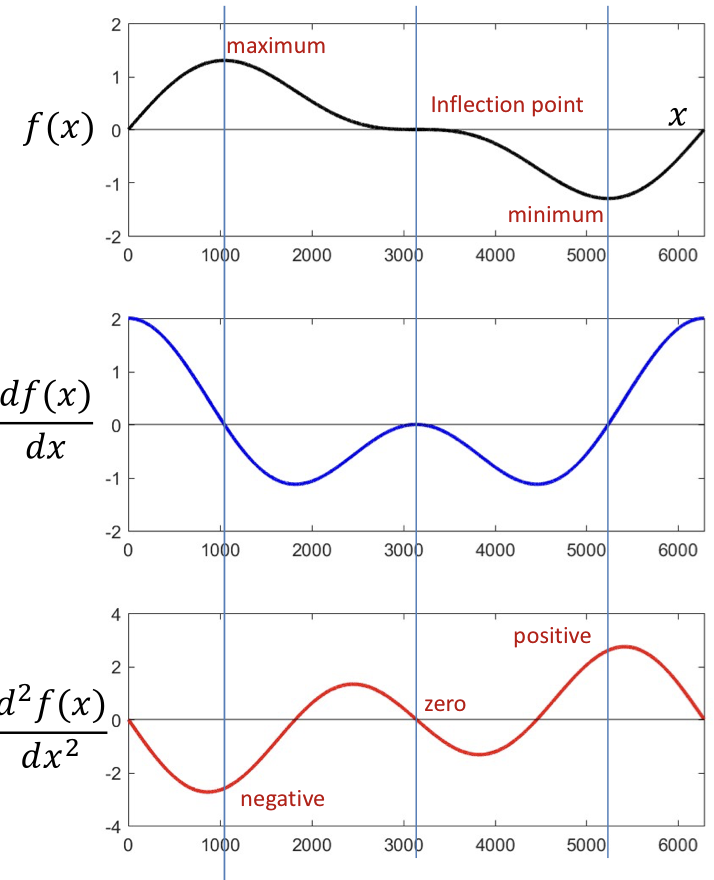 2
maximum
1
Inflection point
f(x)
x
0
-1
minimum
-2
0 1000 2000 3000 4000 5000 6000
2
1
df(x)
dx
0
-1
-2
0 1000 2000 3000 4000 5000 6000
4
positive
2
d²f(x)
dx²
zero
0
-2
negative
-4
0 1000 2000 3000 4000 5000 6000